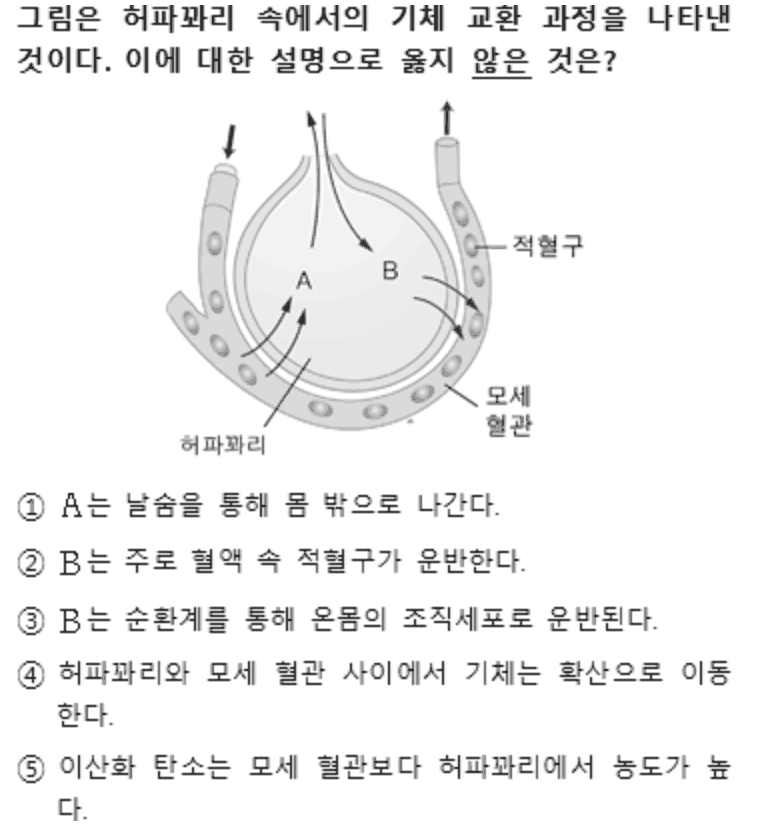 그림은 허파꽈리 속에서의 기체 교환 과정을 나타낸
것이다. 이에 대한 설명으로 옳지 않은 것은?
A
B
적혈구
모세
혈관
허파꽈리
① A는 날숨을 통해 몸 밖으로 나간다.
② B는 주로 혈액 속 적혈구가 운반한다.
③ B는 순환계를 통해 온몸의 조직세포로 운반된다.
④ 허파꽈리와 모세 혈관 사이에서 기체는 확산으로 이동
한다.
⑤ 이산화 탄소는 모세 혈관보다 허파꽈리에서 농도가 높
다.